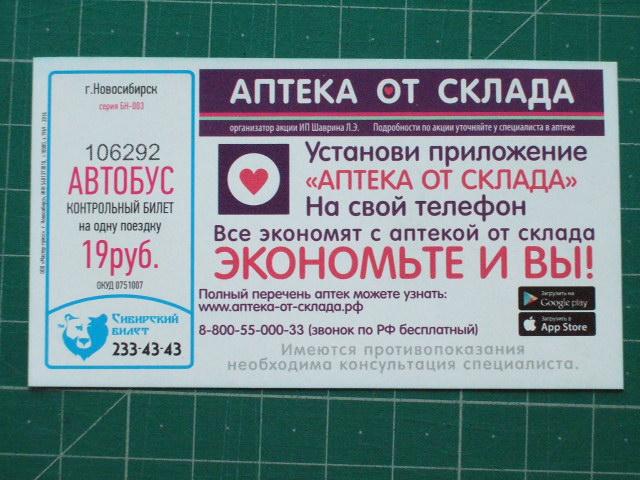 г.Новосибирск
серия БН-003
106292
АВТОБУС
КОНТРОЛЬНЫЙ БИЛЕТ
на одну поездку
19руб.
ОКУД 0751007
Сибирский
билет
233-43-43
АПТЕКА ОТ СКЛАДА
организатор акции ИП Шаврина Л.Э. Подробности по акции уточняйте у специалиста в аптеке
Установи приложение
«АПТЕКА ОТ СКЛАДА»
На свой телефон
Все экономят с аптекой от склада
ЭКОНОМЬТЕ И ВЫ!
Полный перечень аптек можете узнать:
www.аптека-от-склада.рф
8-800-55-000-33 (звонок по РФ бесплатный)
Загрузите на
Google play
Загрузите в
App Store
Имеются противопоказания
необходима консультация специалиста.